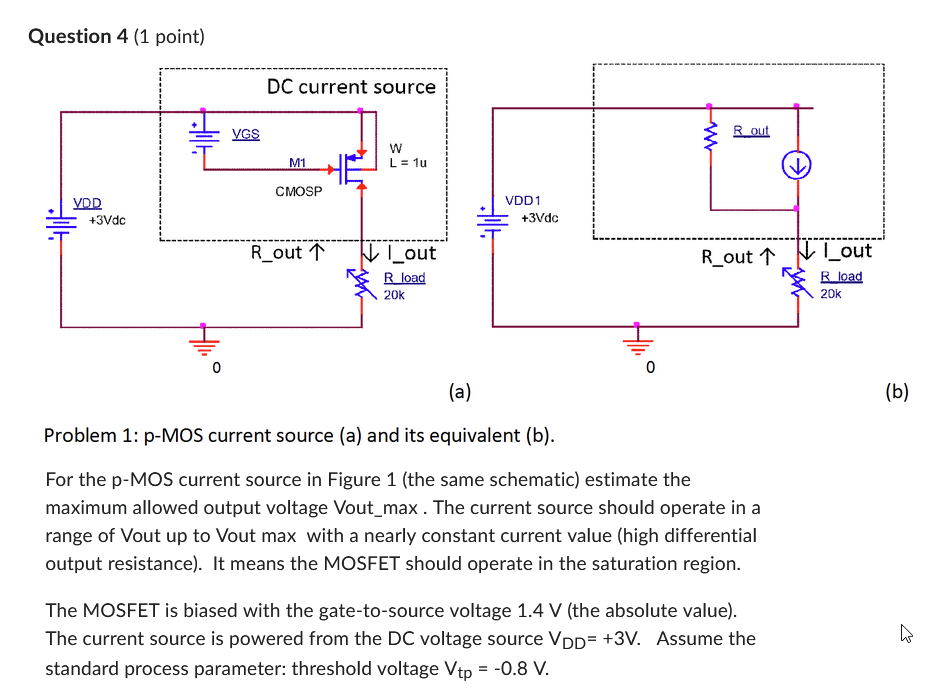 Question 4 (1 point)
DC current source
VGS
W
L = 1u
M1
CMOSP
VDD
+3Vdc
R_out ↑ ↓ I_out
R_load
20k
0
(a)
R_out
VDD1
+3Vdc
R_out ↑ ↓ I_out
R_load
20k
0
(b)
Problem 1: p-MOS current source (a) and its equivalent (b).
For the p-MOS current source in Figure 1 (the same schematic) estimate the
maximum allowed output voltage Vout_max . The current source should operate in a
range of Vout up to Vout max with a nearly constant current value (high differential
output resistance). It means the MOSFET should operate in the saturation region.
The MOSFET is biased with the gate-to-source voltage 1.4 V (the absolute value).
The current source is powered from the DC voltage source VDD= +3V. Assume the
standard process parameter: threshold voltage Vtp = -0.8 V.